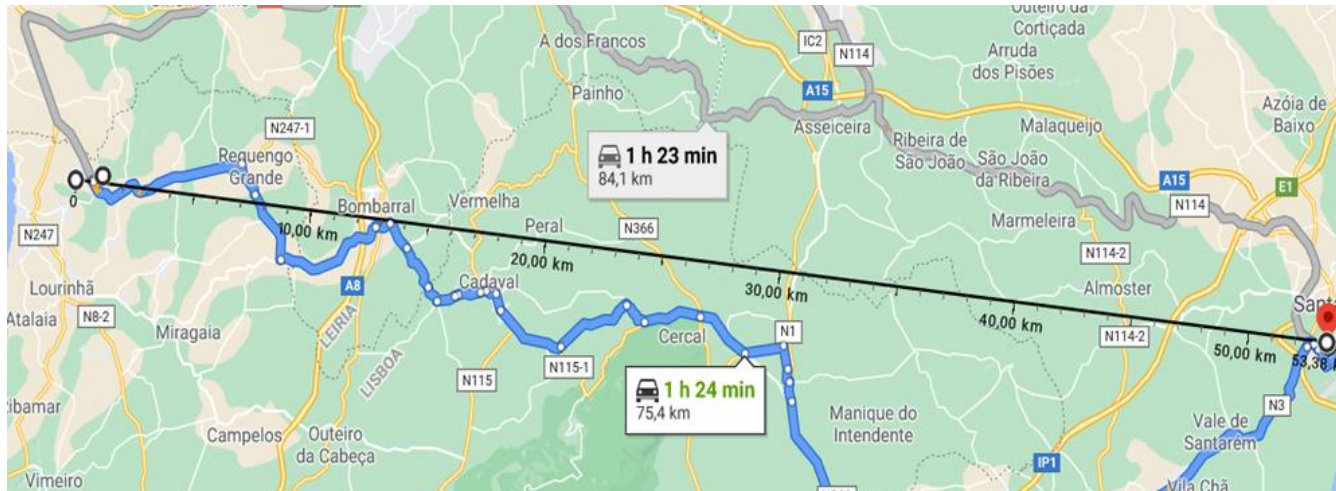 Outeiro da
Cortiçada
A dos Francos
IC2
N114
Arruda
dos Pisões
Painho
A15
Azóia de
Baixo
N247-1
Asseiceira
Malaqueijo
Ribeira de
São João
1 h 23 min
84,1 km
Requengo
Grande
São João
da Ribeira
A15
E1
0
Bombarral
Vermelha
N114
Marmeleira
N247
10,00 km
Peral
N366
20,00 km
N114-2
Lourinhã
A8
Cadaval
30,00 km
Almoster
Santa
Atalaia
N8-2
Miragaia
LEIRIA
LISBOA
40,00 km
Cercal
N1
N114-2
50,00 km
53,38
N115-1
N115
1 h 24 min
75,4 km
Ribamar
Manique do
Intendente
N3
Campelos
Outeiro
da Cabeça
Vale de
Santarém
IP1
Vimeiro
Vila Chã